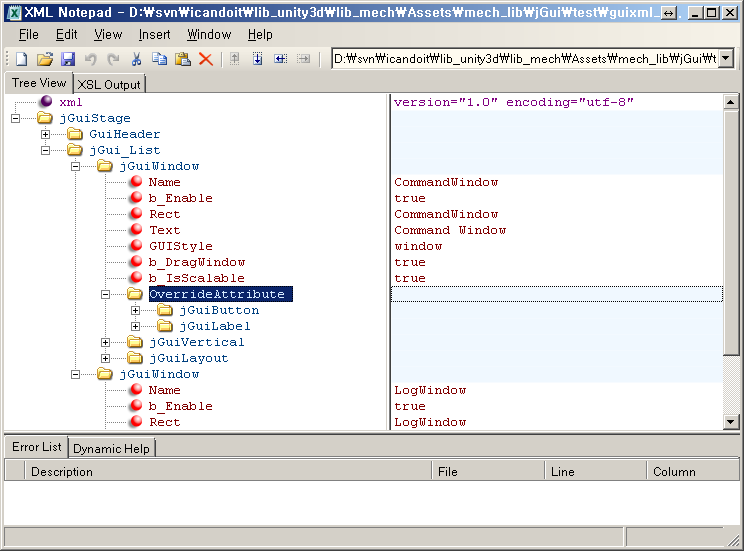 XML Notepad - D:₩svn₩icandoit₩lib_unity3d₩lib_mech₩Assets₩mech_lib₩jGui₩test₩guixml_
File Edit View Insert Window Help
D:₩svn₩icandoit₩lib_unity3d₩lib_mech₩Assets₩mech_lib₩jGui₩t
Tree View XSL Output
xml version="1.0" encoding="utf-8"
jGuiStage
GuiHeader
jGui_List
jGuiWindow
Name CommandWindow
b_Enable true
Rect CommandWindow
Text Command Window
GUIStyle window
b_DragWindow true
b_IsScalable true
OverrideAttribute
jGuiButton
jGuiLabel
jGuiVertical
jGuiLayout
jGuiWindow
Name LogWindow
b_Enable true
Rect LogWindow
Error List Dynamic Help
Description File Line Column